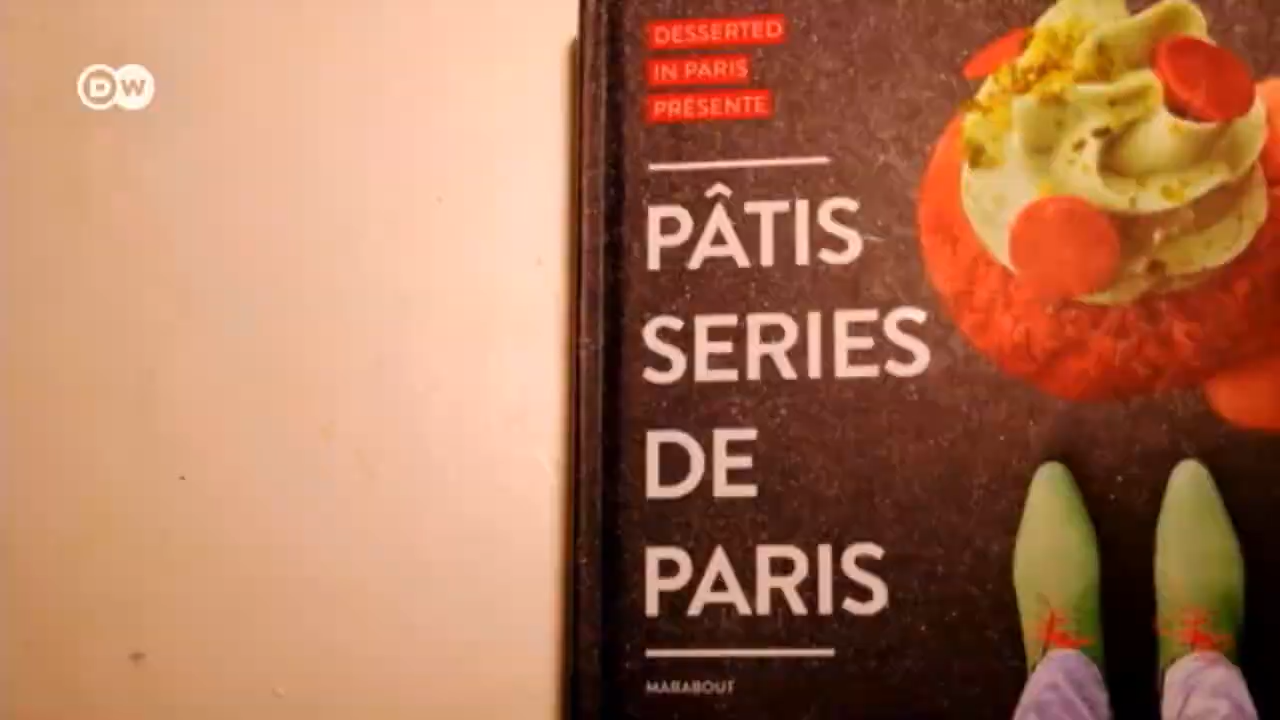 DW
DESSERTED
IN PARIS
PRÉSENTE
PÂTIS
SERIES
DE
PARIS
MARABOUT